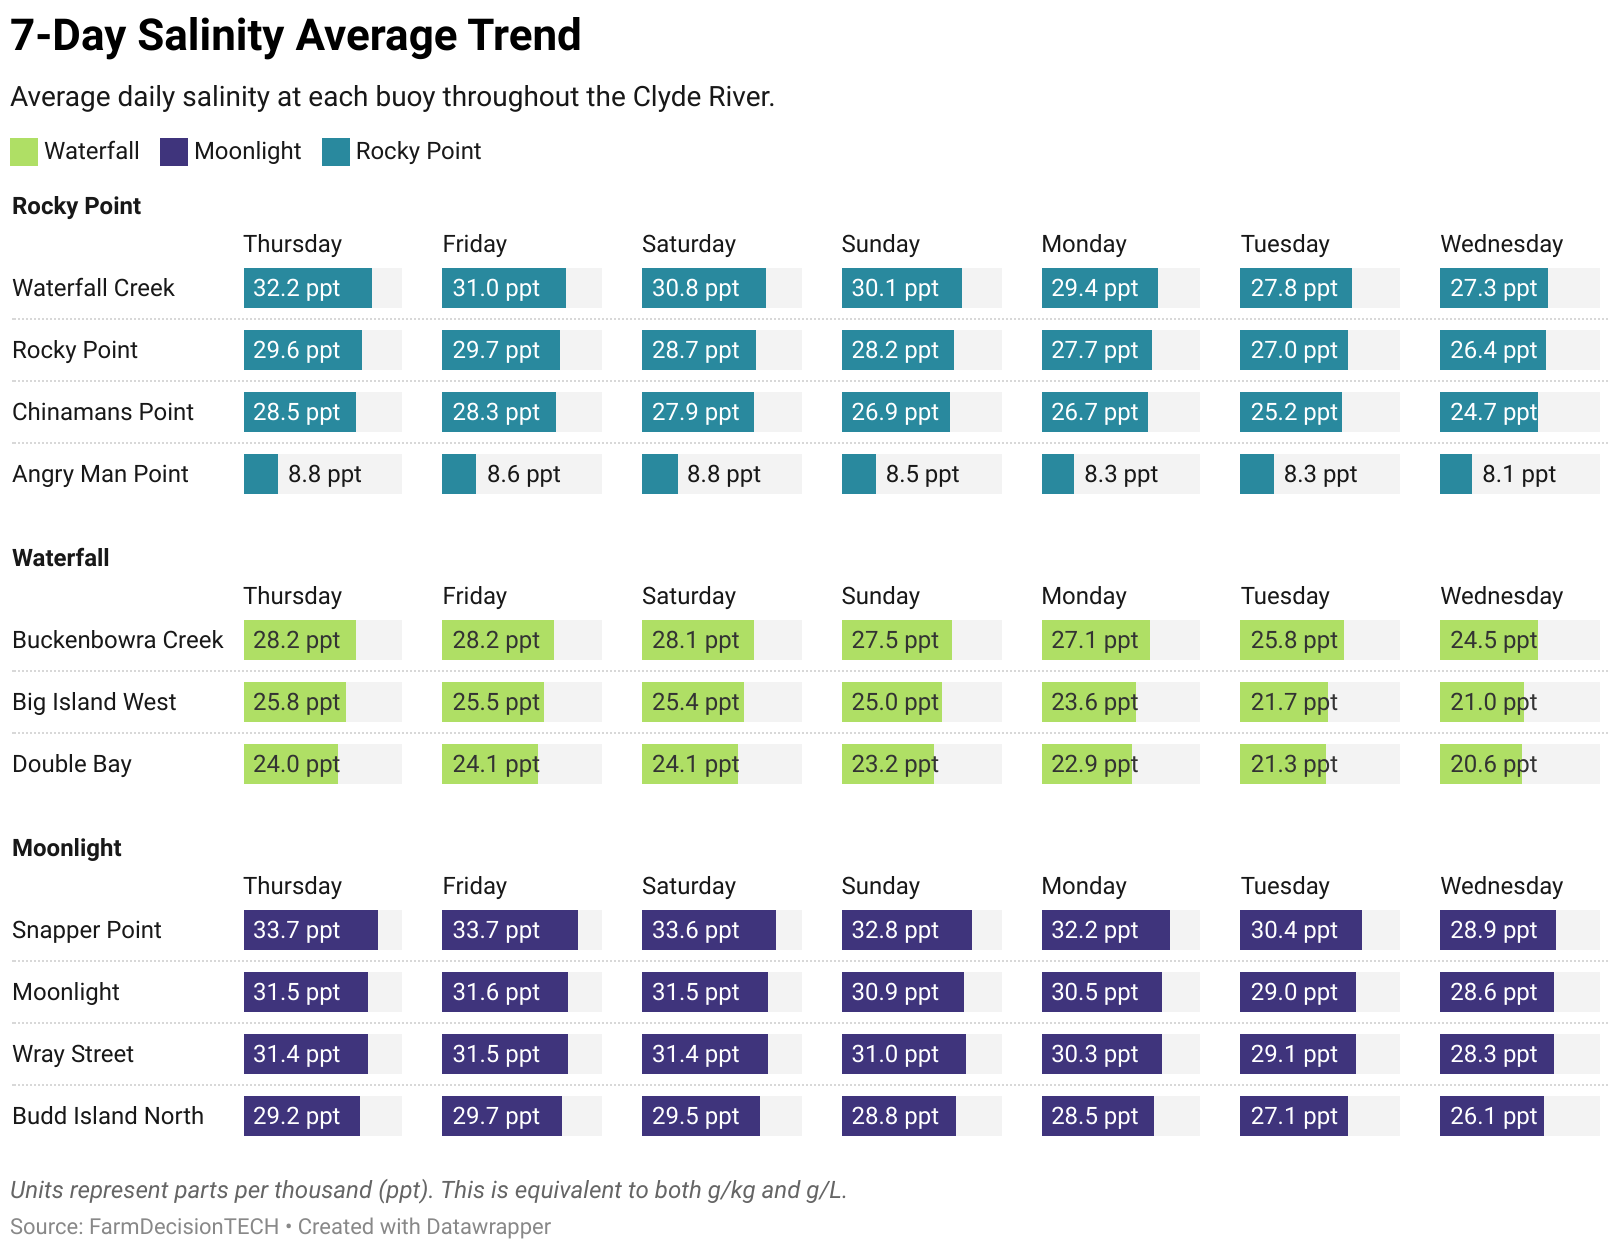 7-Day Salinity Average Trend
Average daily salinity at each buoy throughout the Clyde River.
Waterfall Moonlight Rocky Point
Rocky Point
Thursday Friday Saturday Sunday Monday Tuesday Wednesday
Waterfall Creek 32.2 ppt 31.0 ppt 30.8 ppt 30.1 ppt 29.4 ppt 27.8 ppt 27.3 ppt
Rocky Point 29.6 ppt 29.7 ppt 28.7 ppt 28.2 ppt 27.7 ppt 27.0 ppt 26.4 ppt
Chinamans Point 28.5 ppt 28.3 ppt 27.9 ppt 26.9 ppt 26.7 ppt 25.2 ppt 24.7 ppt
Angry Man Point 8.8 ppt 8.6 ppt 8.8 ppt 8.5 ppt 8.3 ppt 8.3 ppt 8.1 ppt
Waterfall
Thursday Friday Saturday Sunday Monday Tuesday Wednesday
Buckenbowra Creek 28.2 ppt 28.2 ppt 28.1 ppt 27.5 ppt 27.1 ppt 25.8 ppt 24.5 ppt
Big Island West 25.8 ppt 25.5 ppt 25.4 ppt 25.0 ppt 23.6 ppt 21.7 ppt 21.0 ppt
Double Bay 24.0 ppt 24.1 ppt 24.1 ppt 23.2 ppt 22.9 ppt 21.3 ppt 20.6 ppt
Moonlight
Thursday Friday Saturday Sunday Monday Tuesday Wednesday
Snapper Point 33.7 ppt 33.7 ppt 33.6 ppt 32.8 ppt 32.2 ppt 30.4 ppt 28.9 ppt
Moonlight 31.5 ppt 31.6 ppt 31.5 ppt 30.9 ppt 30.5 ppt 29.0 ppt 28.6 ppt
Wray Street 31.4 ppt 31.5 ppt 31.4 ppt 31.0 ppt 30.3 ppt 29.1 ppt 28.3 ppt
Budd Island North 29.2 ppt 29.7 ppt 29.5 ppt 28.8 ppt 28.5 ppt 27.1 ppt 26.1 ppt
Units represent parts per thousand (ppt). This is equivalent to both g/kg and g/L.
Source: FarmDecisionTECH • Created with Datawrapper